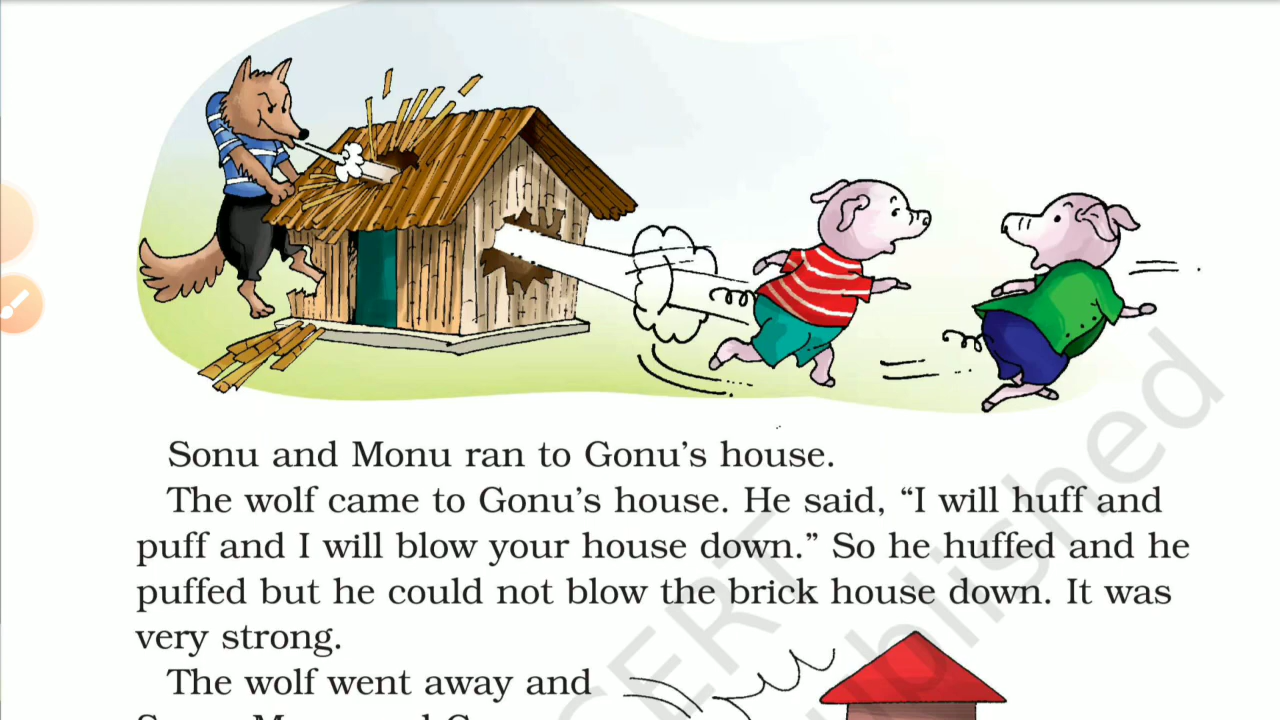 Sonu and Monu ran to Gonu’s house.
The wolf came to Gonu’s house. He said, “I will huff and
puff and I will blow your house down.” So he huffed and he
puffed but he could not blow the brick house down. It was
very strong.
The wolf went away and